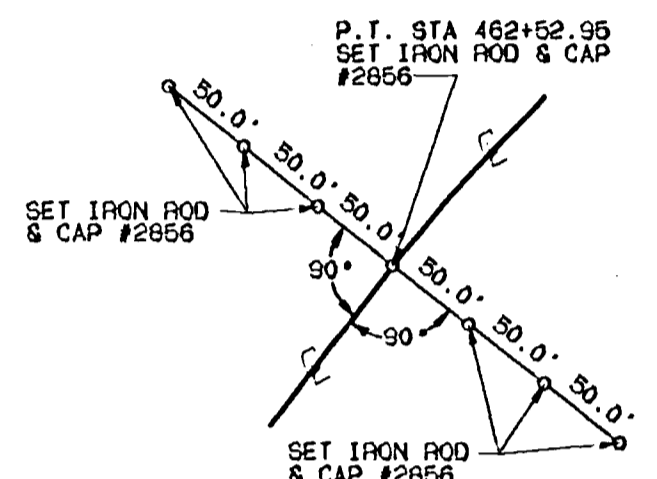 P.T. STA 462+52.95
SET IRON ROD & CAP
#2856
50.0'
50.0'
50.0'
SET IRON ROD
& CAP #2856
90°
50.0'
90°
50.0'
50.0'
SET IRON ROD
& CAP #2856